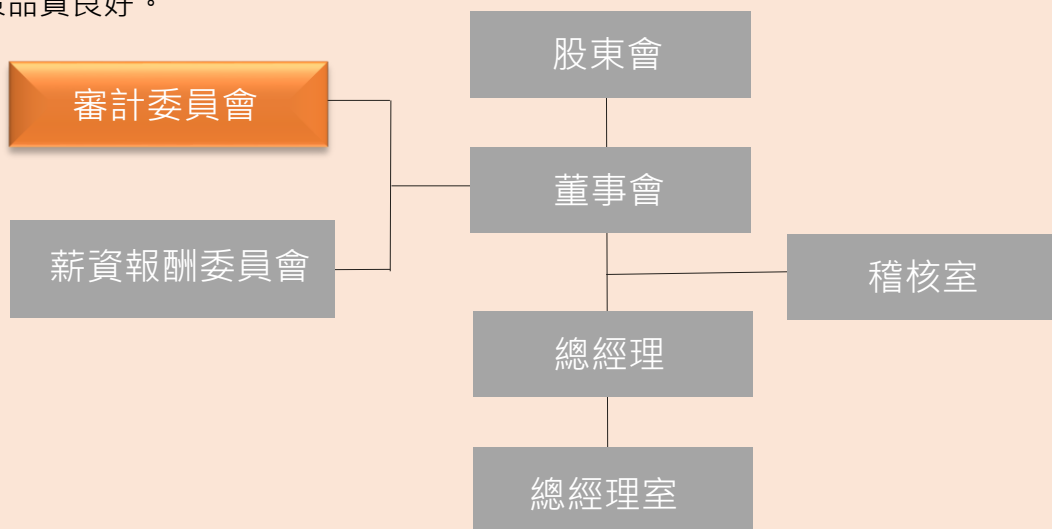 品質良好。
股東會
審計委員會
董事會
薪資報酬委員會
稽核室
總經理
總經理室